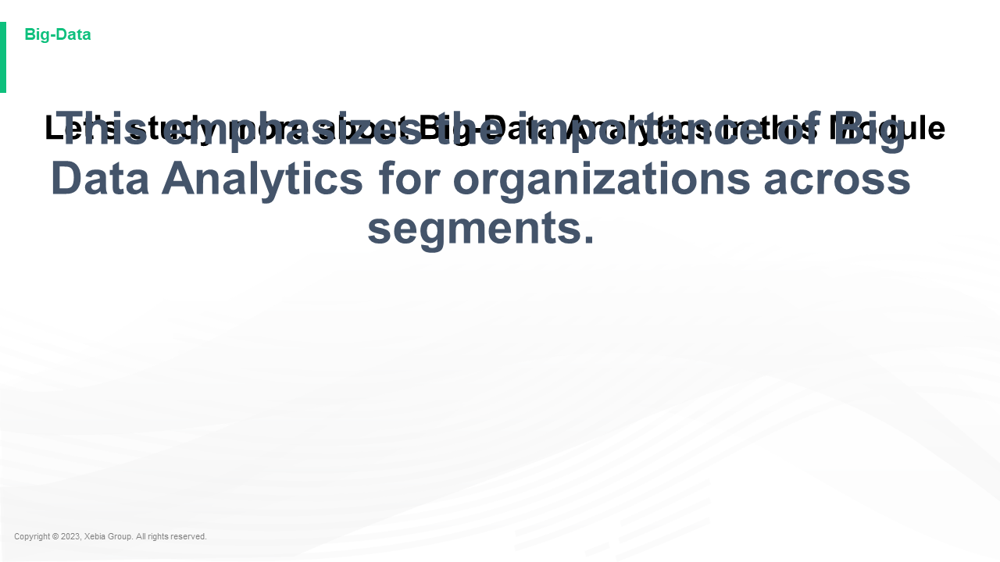 Big-Data
Let's study more about Big-Data Analytics in this Module
This emphasizes the importance of Big
Data Analytics for organizations across
segments.
Copyright © 2023, Xebia Group. All rights reserved.